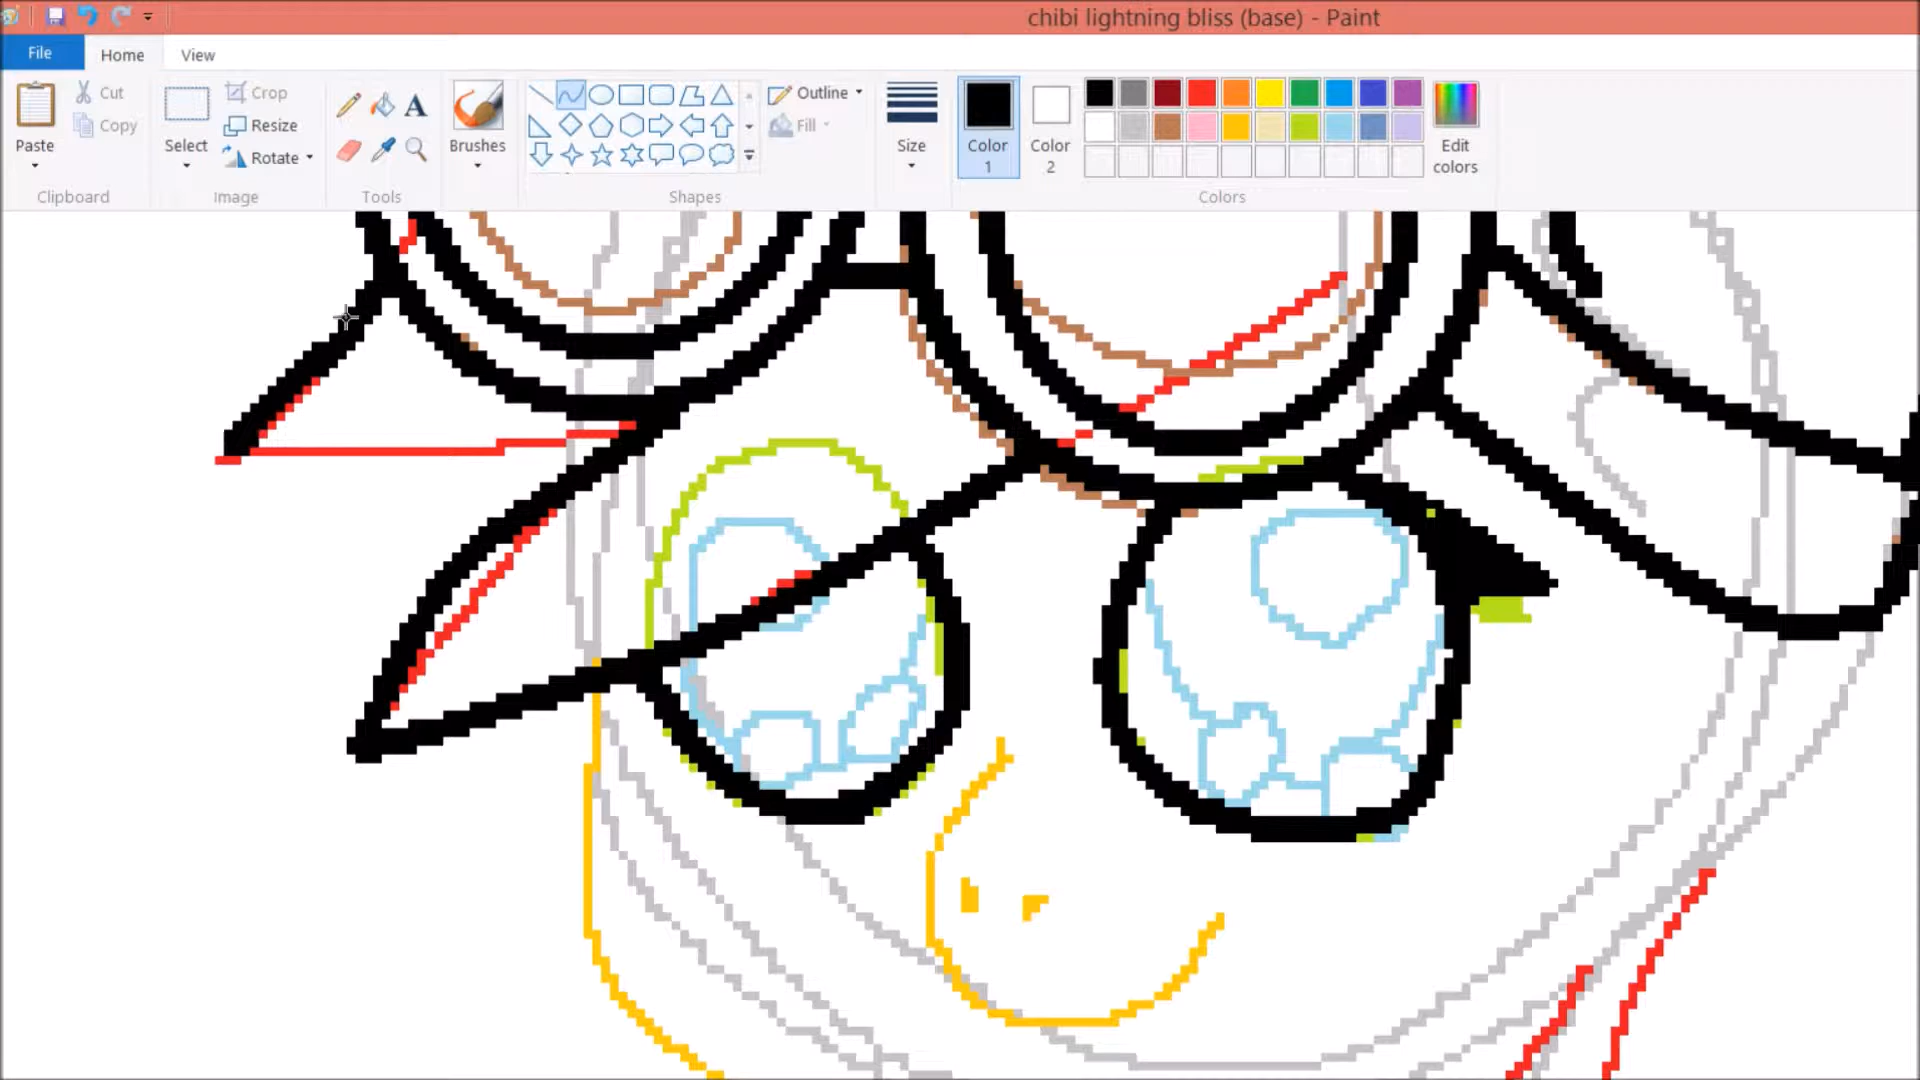 chibi lightning bliss (base) - Paint
File Home View
Paste
Cut
Copy
Clipboard
Select
Crop
Resize
Rotate
Image
A
Tools
Brushes
Shapes
Outline
Fill
Size
Color
1
Color
2
Edit
colors
Colors